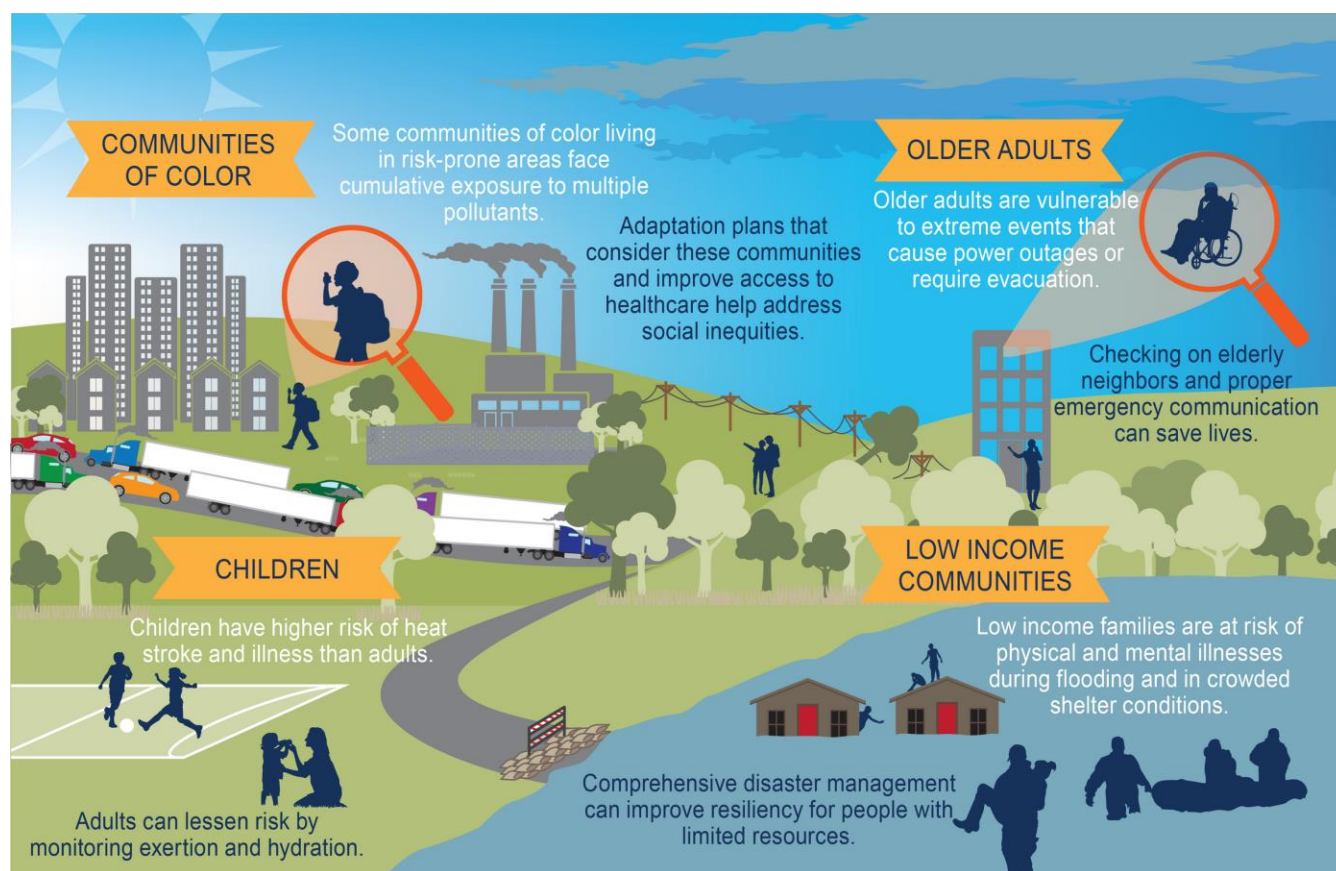 COMMUNITIES
OF COLOR
Some communities of color living
in risk-prone areas face
cumulative exposure to multiple
pollutants.
Adaptation plans that
consider these communities
and improve access to
healthcare help address
social inequities.
OLDER ADULTS
Older adults are vulnerable
to extreme events that
cause power outages or
require evacuation.
Checking on elderly
neighbors and proper
emergency communication
can save lives.
CHILDREN
Children have higher risk of heat
stroke and illness than adults.
Adults can lessen risk by
monitoring exertion and hydration.
LOW INCOME
COMMUNITIES
Low income families are at risk of
physical and mental illnesses
during flooding and in crowded
shelter conditions.
Comprehensive disaster management
can improve resiliency for people with
limited resources.